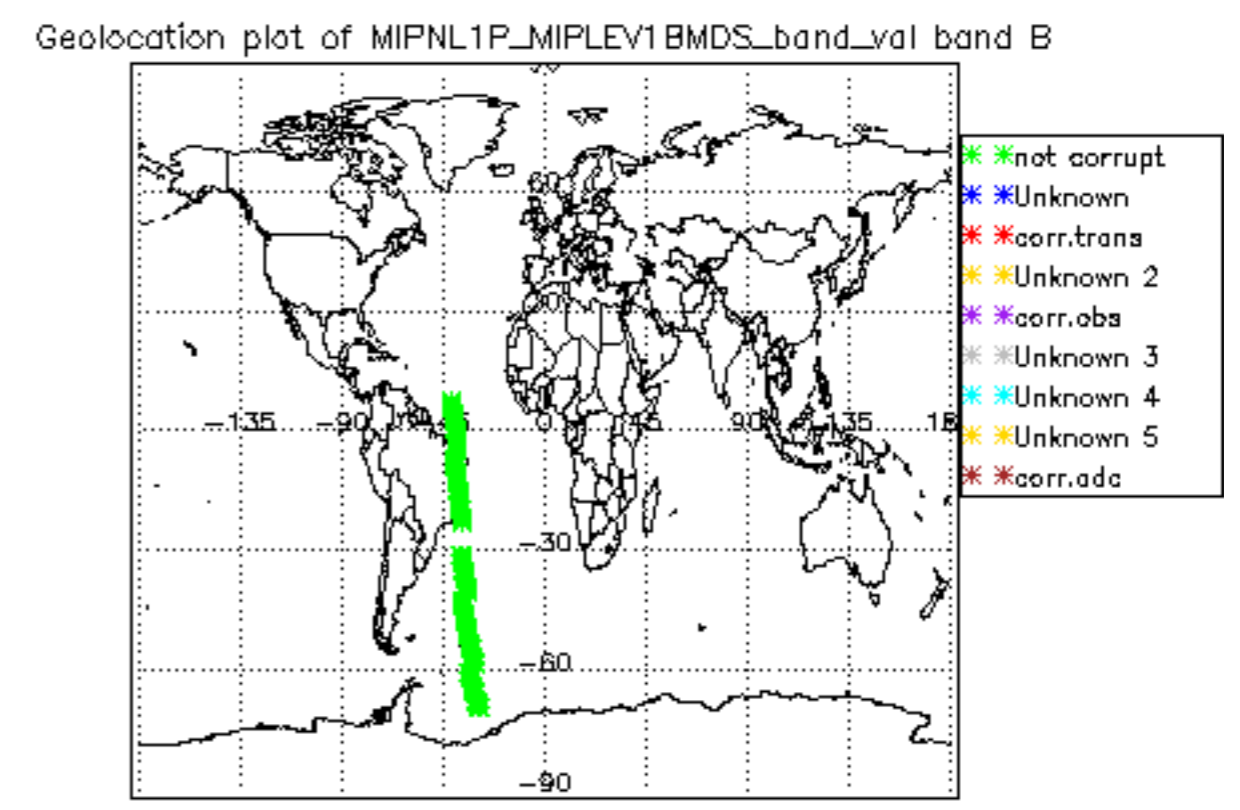 Geolocation plot of MIPNL1P_MIPLEV1BMDS_band_val band B
not corrupt
Unknown
corr.trans
Unknown 2
corr.obs
Unknown 3
Unknown 4
Unknown 5
corr.adc
60
-135 -90 0 45 90 135
-30
-60
-90